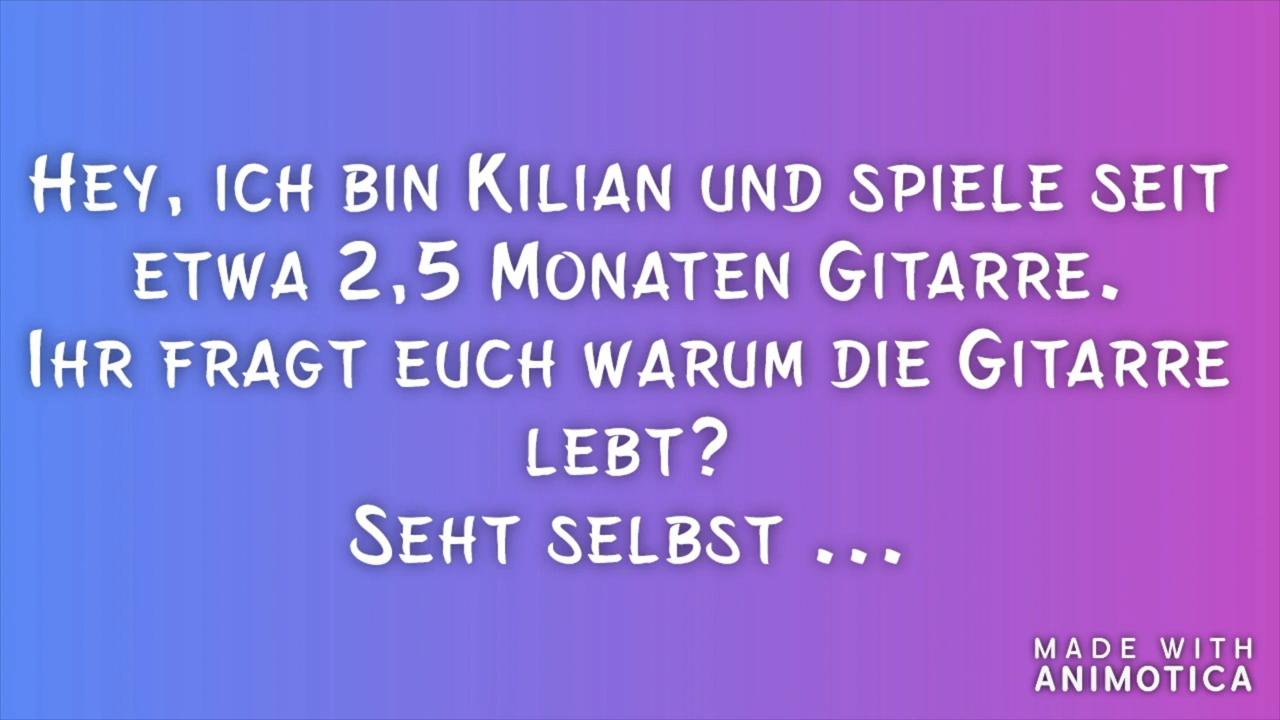 Hey, ich bin Kilian und spiele seit
etwa 2,5 Monaten Gitarre.
Ihr fragt euch warum die Gitarre
lebt?
Seht selbst ...
MADE WITH
ANIMOTICA